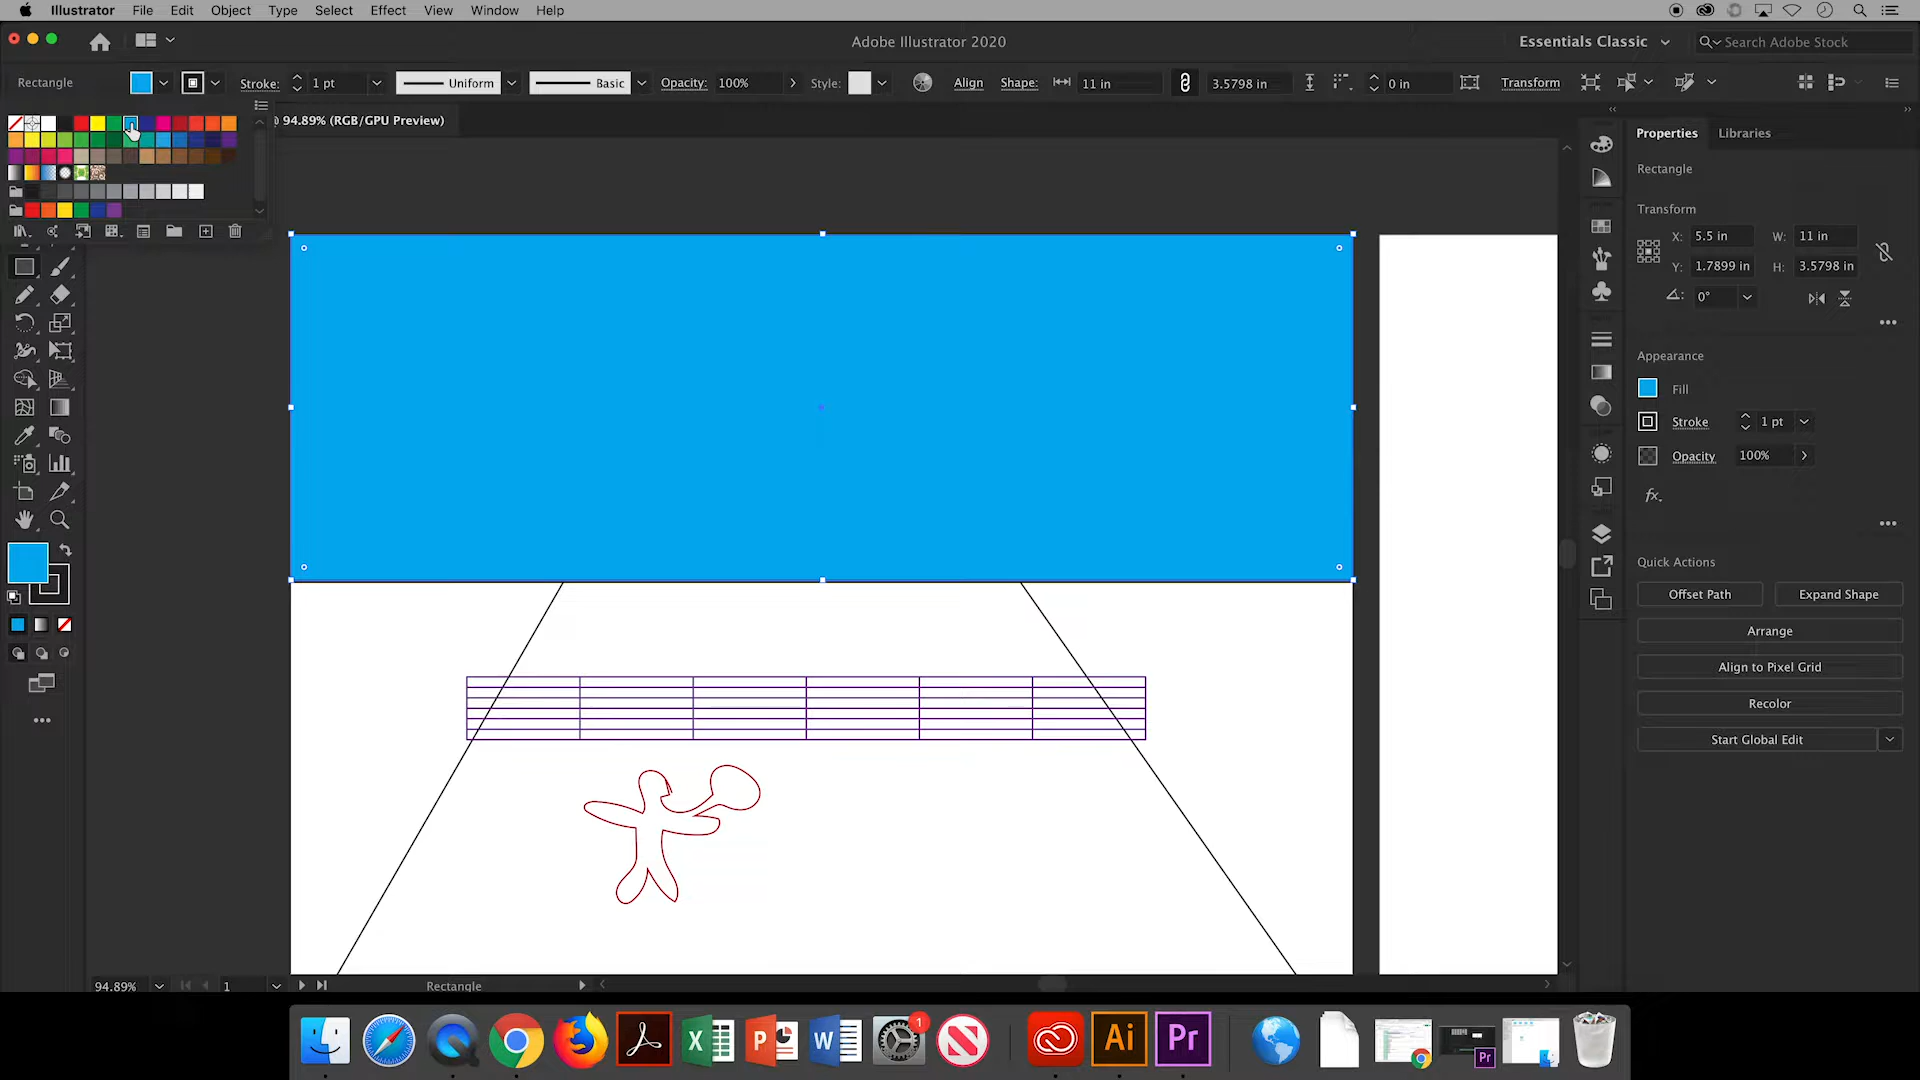 Illustrator File Edit Object Type Select Effect View Window Help
Adobe Illustrator 2020
Essentials Classic
Search Adobe Stock
Rectangle
Stroke: 1 pt Uniform Basic Opacity: 100% Style: Align Shape: 11 in 3.5798 in 0 in Transform
94.89% (RGB/GPU Preview)
Properties Libraries
Rectangle
Transform
X: 5.5 in W: 11 in
Y: 1.7899 in H: 3.5798 in
0°
Appearance
Fill
Stroke 1 pt
Opacity 100%
fx.
Quick Actions
Offset Path Expand Shape
Arrange
Align to Pixel Grid
Recolor
Start Global Edit
94.89% 1 Rectangle
X P W 1 N Ai Pr
Pr